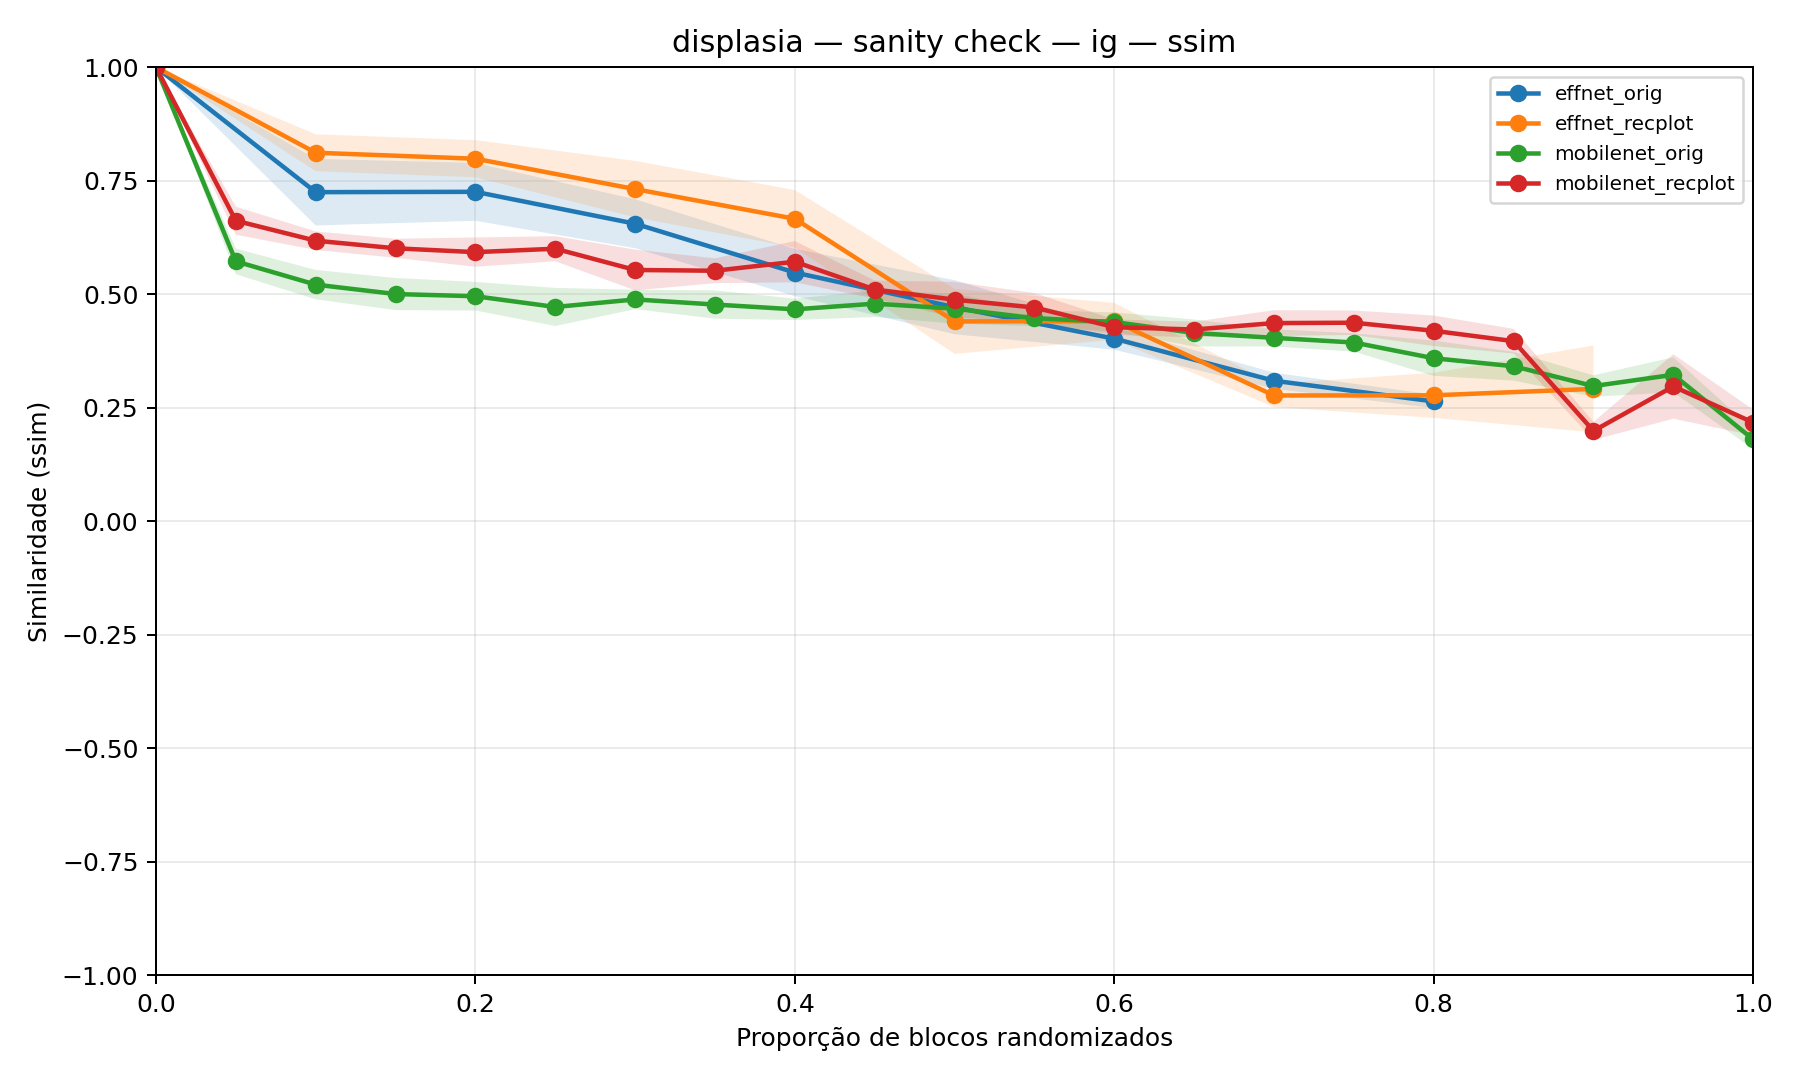 displasia — sanity check — ig — ssim
effnet_orig
effnet_recplot
mobilenet_orig
mobilenet_recplot
Similaridade (ssim)
1.00
0.75
0.50
0.25
0.00
−0.25
−0.50
−0.75
−1.00
0.0 0.2 0.4 0.6 0.8 1.0
Proporção de blocos randomizados